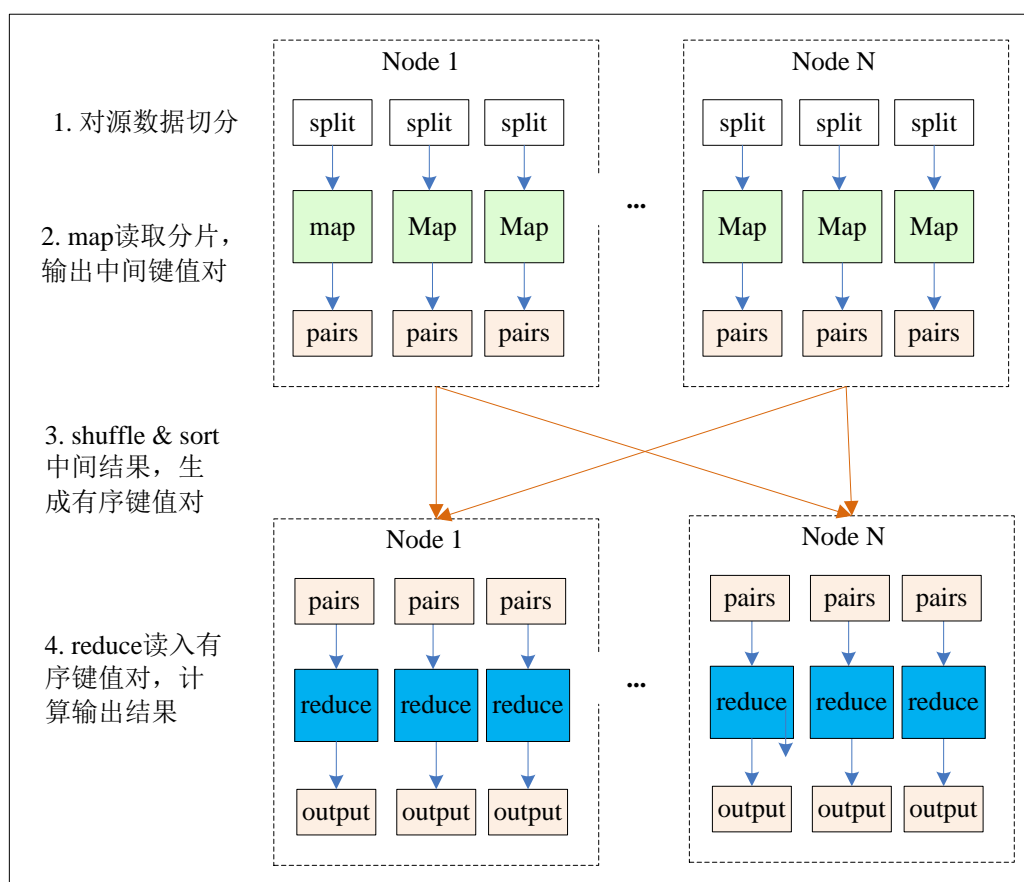 Node 1
Node N
1. 对源数据切分
split split split
split split split
2. map读取分片，
输出中间键值对
map Map Map
...
Map Map Map
pairs pairs pairs
pairs pairs pairs
3. shuffle & sort
中间结果，生
成有序键值对
Node 1
Node N
pairs pairs pairs
pairs pairs pairs
4. reduce读入有
序键值对，计
算输出结果
reduce reduce reduce
...
reduce reduce reduce
output output output
output output output